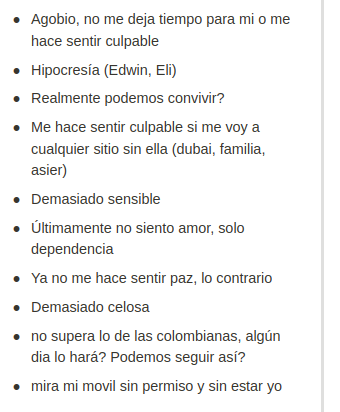 • Agobio, no me deja tiempo para mi o me
hace sentir culpable
• Hipocresía (Edwin, Eli)
• Realmente podemos convivir?
• Me hace sentir culpable si me voy a
cualquier sitio sin ella (dubai, familia,
asier)
• Demasiado sensible
• Últimamente no siento amor, solo
dependencia
• Ya no me hace sentir paz, lo contrario
• Demasiado celosa
• no supera lo de las colombianas, algún
dia lo hará? Podemos seguir así?
• mira mi movil sin permiso y sin estar yo